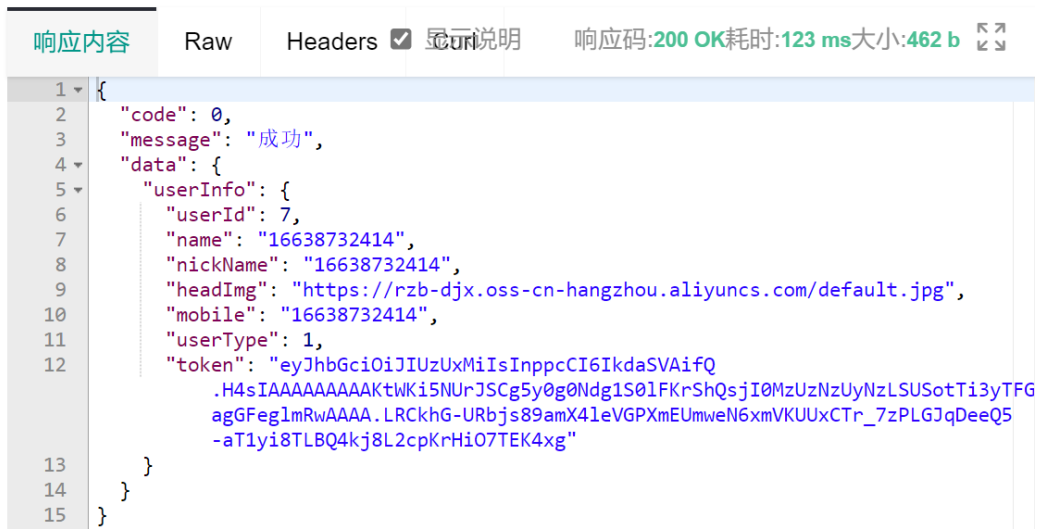 响应内容 Raw Headers 显示说明 Curl 响应码:200 OK耗时:123 ms大小:462 b
1 {
2 "code": 0,
3 "message": "成功",
4 "data": {
5 "userInfo": {
6 "userId": 7,
7 "name": "16638732414",
8 "nickName": "16638732414",
9 "headImg": "https://rzb-djx.oss-cn-hangzhou.aliyuncs.com/default.jpg",
10 "mobile": "16638732414",
11 "userType": 1,
12 "token": "eyJhbGciOiJIUzUxMiIsInppcCI6IkdaSVAifQ
.H4sIAAAAAAAAAKtWKi5NUrJSCg5y0g0Ndg1S0lFKrShQsjI0MzUzNzUyNzLSUSotTi3yTFG
agGFeglmRwAAAA.LRCkhG-URbjs89amX4leVGPXmEUmweN6xmVKUUxCTr_7zPLGJqDeeQ5
-aT1yi8TLBQ4kj8L2cpKrHiO7TEK4xg"
13 }
14 }
15 }